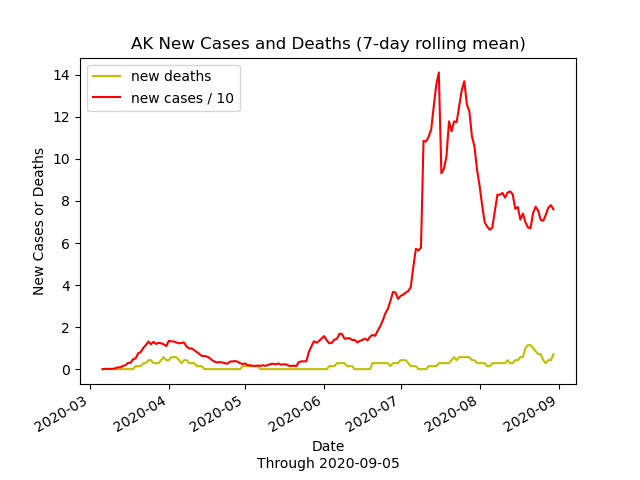 AK New Cases and Deaths (7-day rolling mean)
new deaths
new cases / 10
New Cases or Deaths
14
12
10
8
6
4
2
0
2020-03
2020-04
2020-05
2020-06
2020-07
2020-08
2020-09
Date
Through 2020-09-05